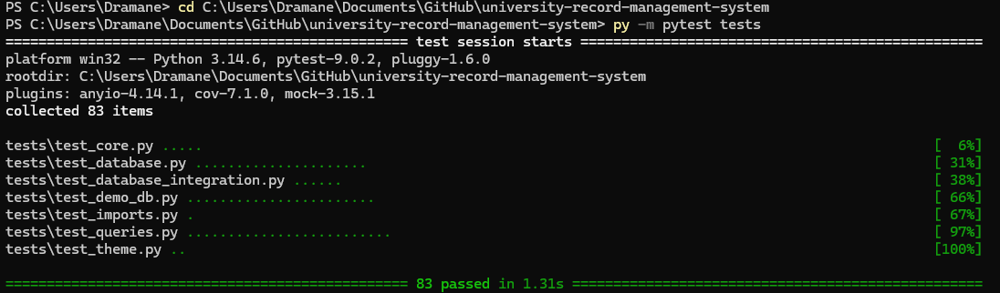 PS C:\Users\Dramane> cd C:\Users\Dramane\Documents\GitHub\university-record-management-system
PS C:\Users\Dramane\Documents\GitHub\university-record-management-system> py -m pytest tests
================================================= test session starts =================================================
platform win32 -- Python 3.14.6, pytest-9.0.2, pluggy-1.6.0
rootdir: C:\Users\Dramane\Documents\GitHub\university-record-management-system
plugins: anyio-4.14.1, cov-7.1.0, mock-3.15.1
collected 83 items

tests\test_core.py ..... [  6%]
tests\test_database.py ..................... [ 31%]
tests\test_database_integration.py ...... [ 38%]
tests\test_demo_db.py ....................... [ 66%]
tests\test_imports.py . [ 67%]
tests\test_queries.py ......................... [ 97%]
tests\test_theme.py .. [100%]

================================================= 83 passed in 1.31s ==================================================